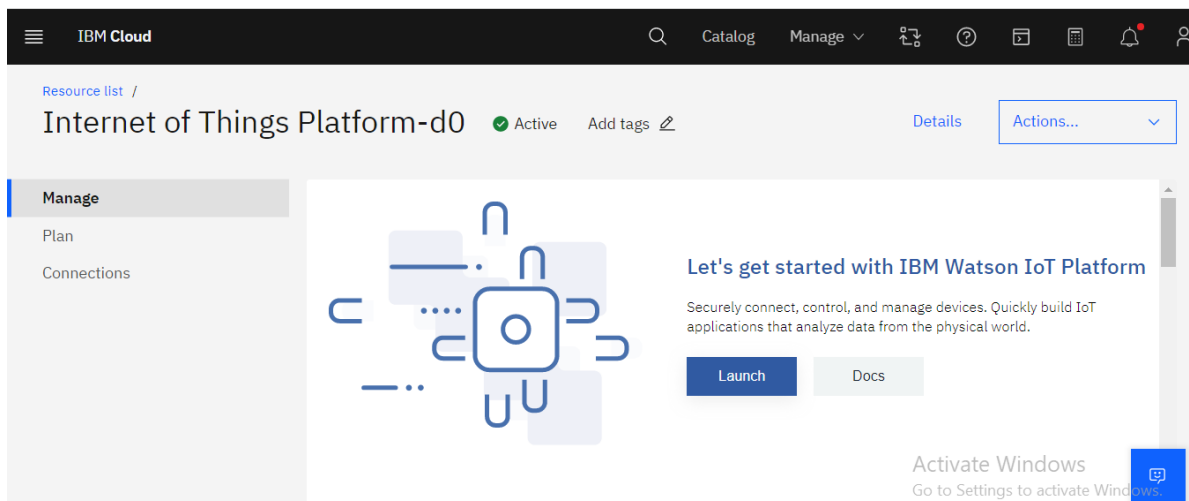 IBM Cloud
Catalog
Manage
Resource list /
Internet of Things Platform-d0
Active
Add tags
Details
Actions...
Manage
Plan
Connections
Let's get started with IBM Watson IoT Platform
Securely connect, control, and manage devices. Quickly build IoT
applications that analyze data from the physical world.
Launch
Docs
Activate Windows
Go to Settings to activate Windows.